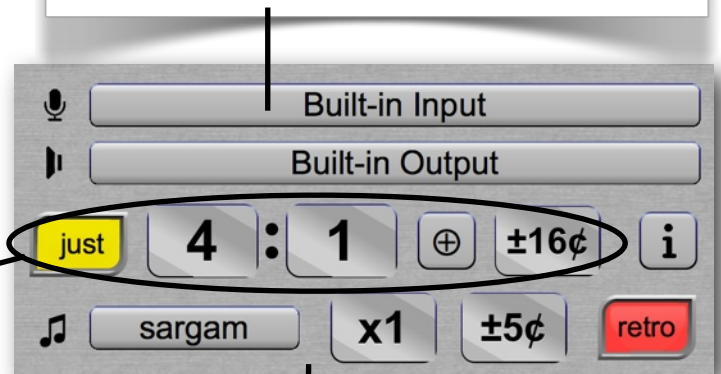 Built-in Input
Built-in Output
just 4 : 1 ⊕ ±16¢ i
sargam x1 ±5¢ retro